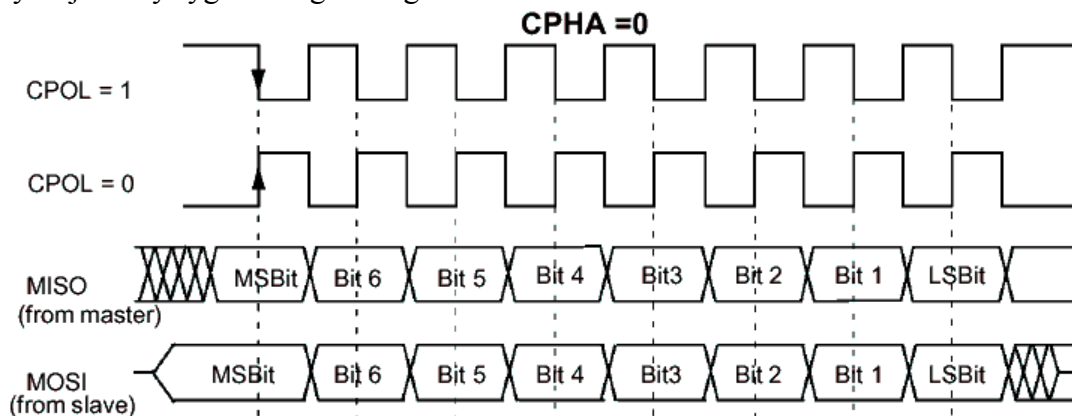 CPHA =0
CPOL = 1
CPOL = 0
MISO
(from master)
MSBit Bit 6 Bit 5 Bit 4 Bit3 Bit 2 Bit 1 LSBit
MOSI
(from slave)
MSBit Bit 6 Bit 5 Bit 4 Bit3 Bit 2 Bit 1 LSBit